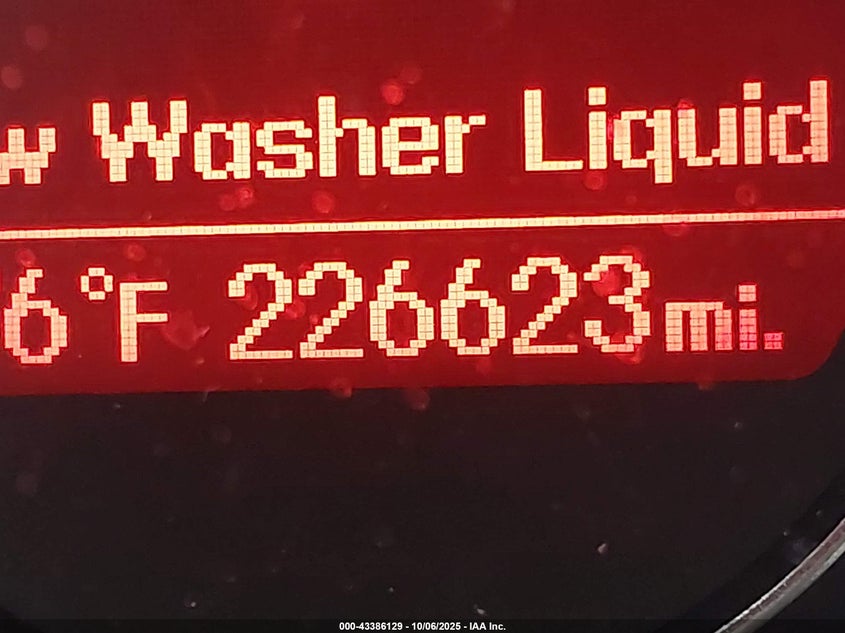 w Washer Liquid
6°F 226623 mi.
000-43386129 - 10/06/2025 - IAA Inc.